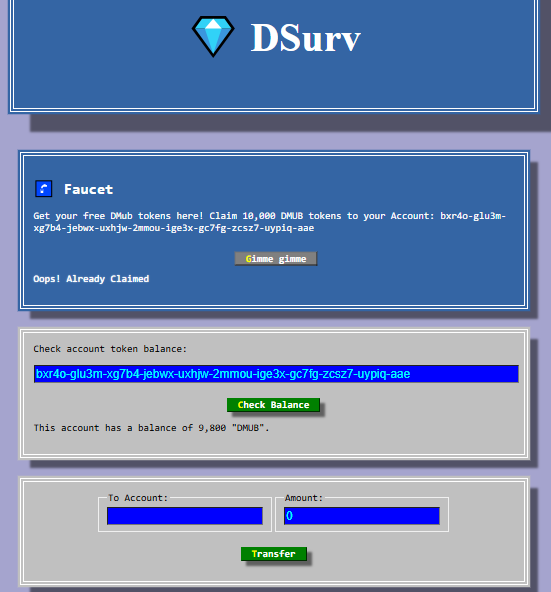 DSurv
Faucet
Get your free DMub tokens here! Claim 10,000 DMUB tokens to your Account: bxr4o-glu3m-
xg7b4-jebwx-uxhjw-2mmou-ige3x-gc7fg-zcsz7-uypiq-aae
Gimme gimme
Oops! Already Claimed
Check account token balance:
bxr4o-glu3m-xg7b4-jebwx-uxhjw-2mmou-ige3x-gc7fg-zcsz7-uypiq-aae
Check Balance
This account has a balance of 9,800 "DMUB".
To Account:
Amount:
0
Transfer